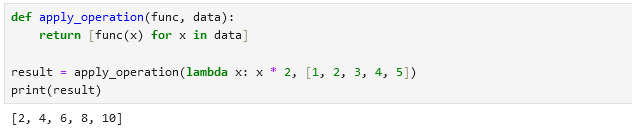 def apply_operation(func, data):
    return [func(x) for x in data]

result = apply_operation(lambda x: x * 2, [1, 2, 3, 4, 5])
print(result)
[2, 4, 6, 8, 10]